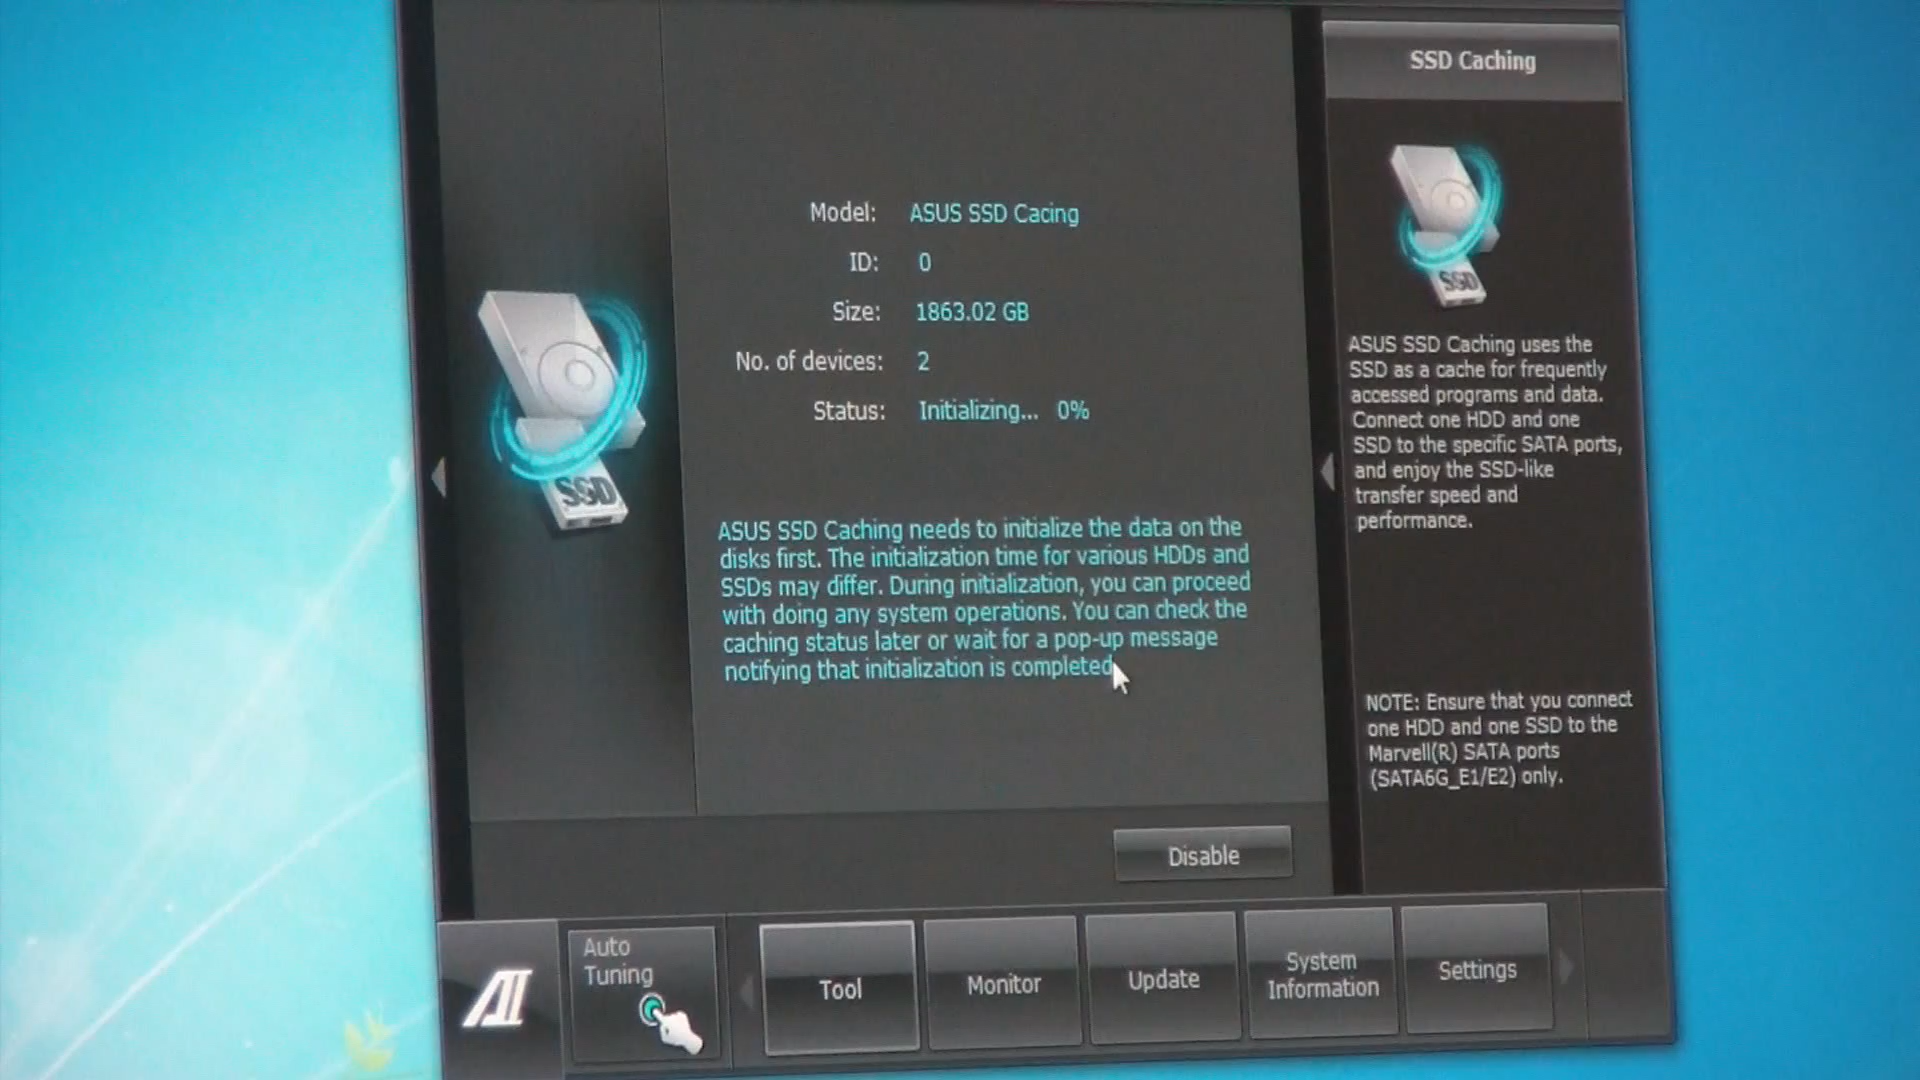 SSD Caching
Model: ASUS SSD Cacing
ID: 0
Size: 1863.02 GB
No. of devices: 2
Status: Initializing... 0%
SSD
ASUS SSD Caching needs to initialize the data on the
disks first. The initialization time for various HDDs and
SSDs may differ. During initialization, you can proceed
with doing any system operations. You can check the
caching status later or wait for a pop-up message
notifying that initialization is completed
Disable
SSD
ASUS SSD Caching uses the
SSD as a cache for frequently
accessed programs and data.
Connect one HDD and one
SSD to the specific SATA ports,
and enjoy the SSD-like
transfer speed and
performance.
NOTE: Ensure that you connect
one HDD and one SSD to the
Marvell(R) SATA ports
(SATA6G_E1/E2) only.
AI
Auto
Tuning
Tool
Monitor
Update
System
Information
Settings